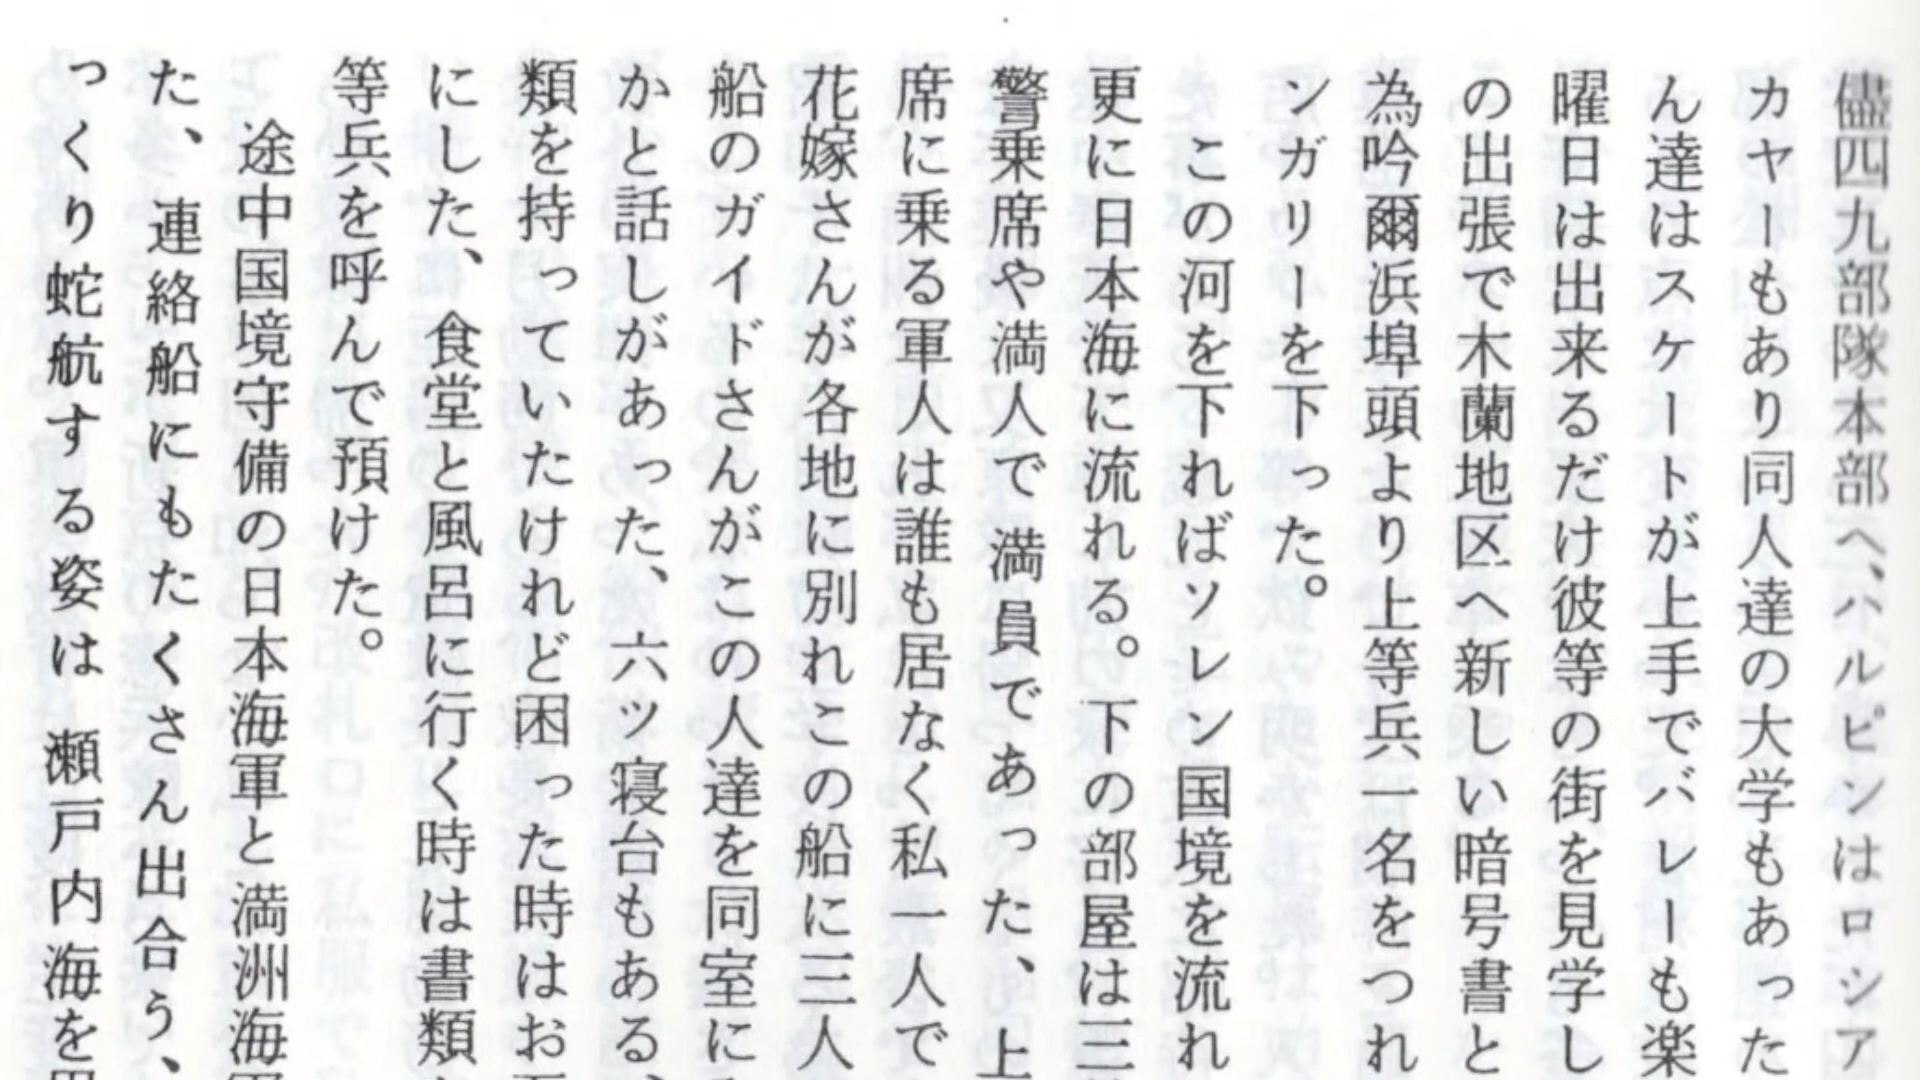 儘四九部隊本部へ、ハルピンはロシア
カヤーもあり同人達の大学もあった
ん達はスケートが上手でバレーも楽
曜日は出来るだけ彼等の街を見学し
の出張で木蘭地区へ新しい暗号書と
為吟爾浜埠頭より上等兵一名をつれ
ンガリーを下った。
この河を下ればソレン国境を流れ
更に日本海に流れる。下の部屋は三
警乗席や満人で満員であった、上
席に乗る軍人は誰も居なく私一人で
花嫁さんが各地に別れこの船に三人
船のガイドさんがこの人達を同室に
かと話しがあった、六ツ寝台もある、
類を持っていたけれど困った時はお
にした、食堂と風呂に行く時は書類
等兵を呼んで預けた。
途中国境守備の日本海軍と満洲海
た、連絡船にもたくさん出合う、
っくり蛇航する姿は瀬戸内海を